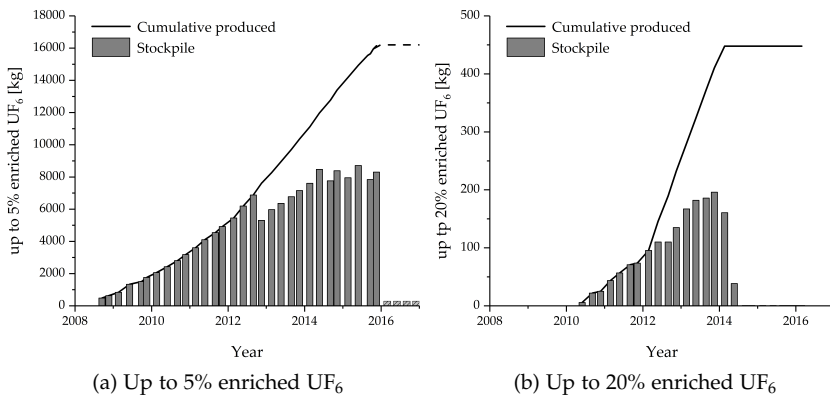 Cumulative produced
Stockpile
up to 5% enriched UF₆ [kg]
18000
16000
14000
12000
10000
8000
6000
4000
2000
0
2008
2010
2012
2014
2016
Year
(a) Up to 5% enriched UF₆
Cumulative produced
Stockpile
up tp 20% enriched UF₆ [kg]
500
400
300
200
100
0
2008
2010
2012
2014
2016
Year
(b) Up to 20% enriched UF₆